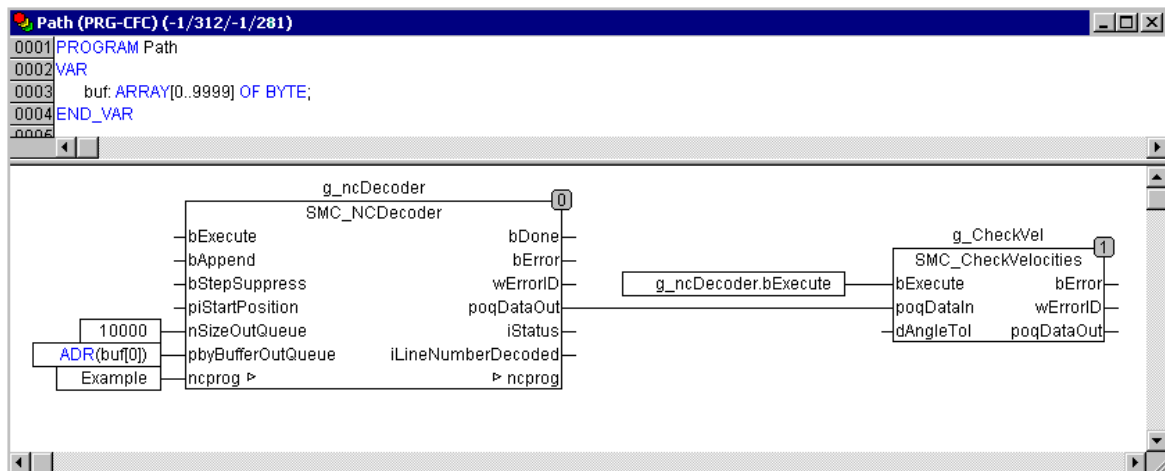 Path (PRG-CFC) (-1/312/-1/281)
0001 PROGRAM Path
0002 VAR
0003 buf: ARRAY[0..9999] OF BYTE;
0004 END_VAR
0005
g_ncDecoder
0
SMC_NCDecoder
bExecute bDone
bAppend bError
bStepSuppress wErrorID
piStartPosition poqDataOut
10000 nSizeOutQueue iStatus
ADR(buf[0]) pbyBufferOutQueue iLineNumberDecoded
Example ncprog ncprog
g_CheckVel
1
SMC_CheckVelocities
g_ncDecoder.bExecute bExecute bError
poqDataIn wErrorID
dAngleTol poqDataOut